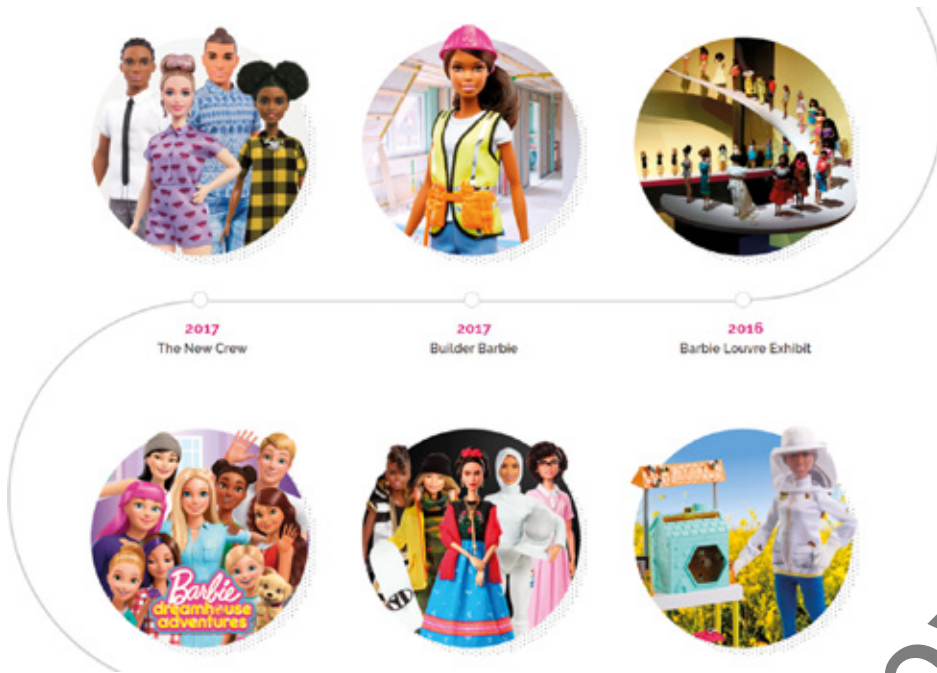 2017
The New Crew
2017
Builder Barbie
2016
Barbie Louvre Exhibit
Barbie
dreamhouse
adventures